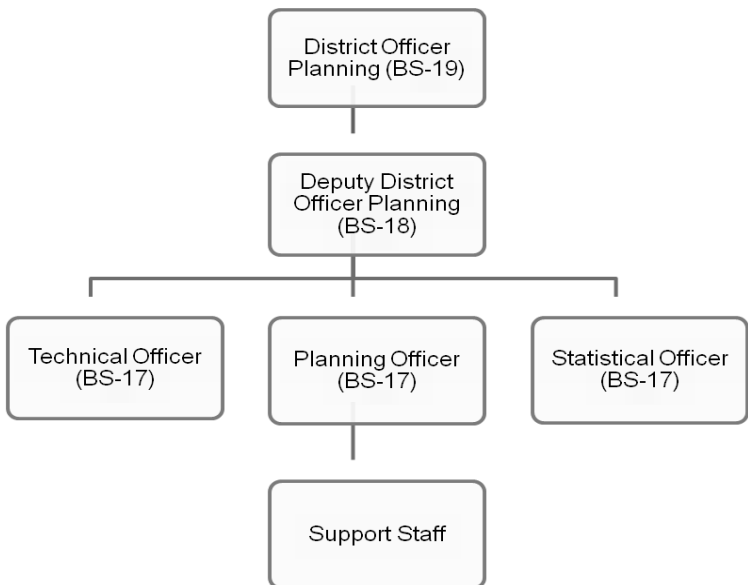 District Officer
Planning (BS-19)
Deputy District
Officer Planning
(BS-18)
Technical Officer
(BS-17)
Planning Officer
(BS-17)
Statistical Officer
(BS-17)
Support Staff